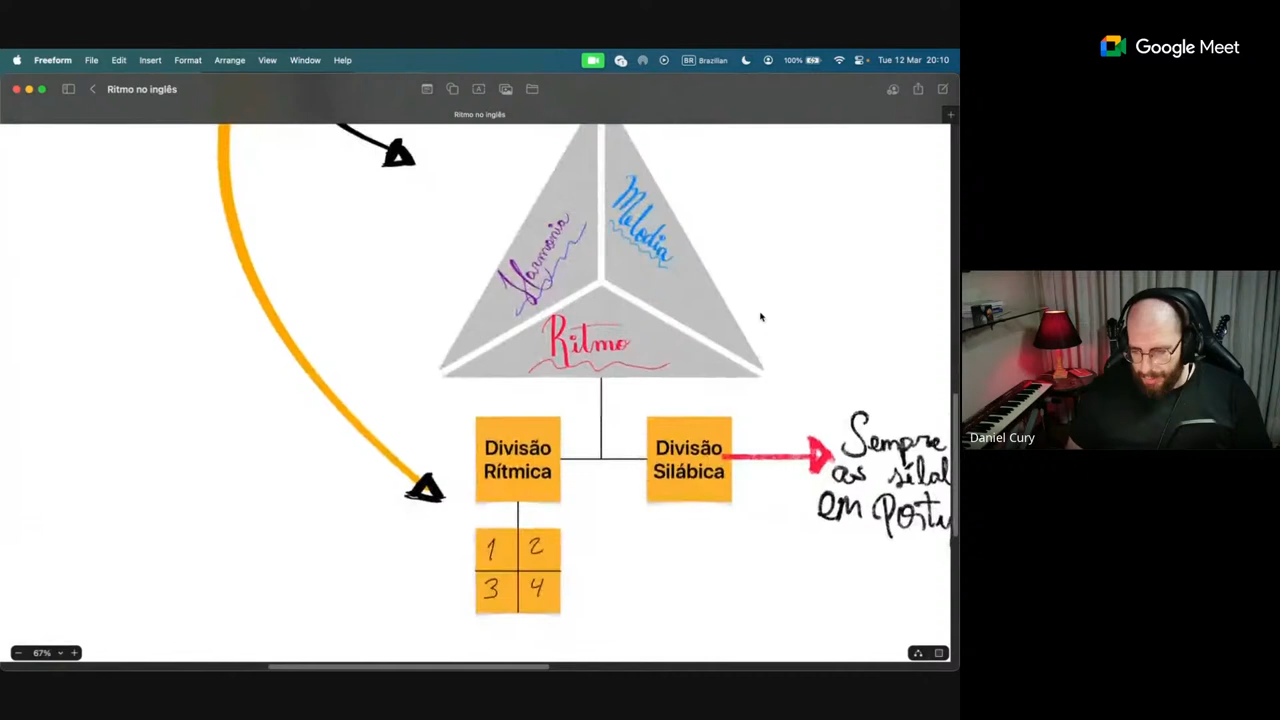 Freeform File Edit Insert Format Arrange View Window Help
BR Brazilian 100% Tue 12 Mar 20:10
Ritmo no inglês
Ritmo no inglês
Google Meet
Melodia
Harmonia
Ritmo
Divisão
Rítmica
Divisão
Silábica
Sempre
as sílab
em Portu
1 2
3 4
Daniel Cury
67%